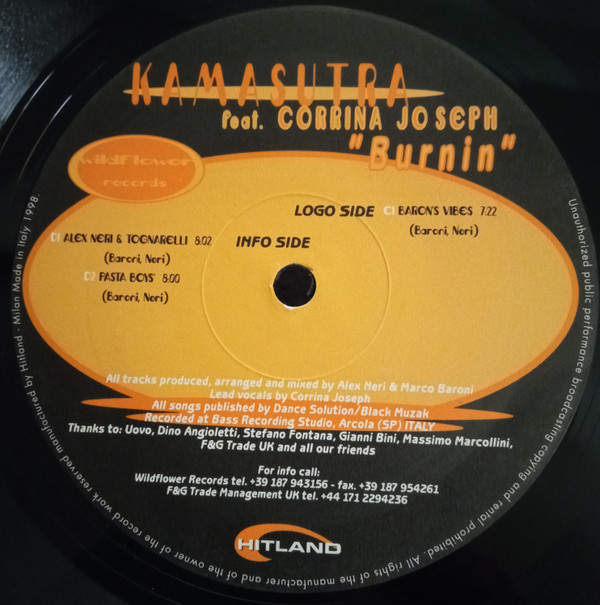 KAMASUTRA
feat. CORRINA JOSEPH
"Burnin"
wildflower
records
LOGO SIDE C1 BARON'S VIBES 7:22
(Baroni, Neri)
D1 ALEX NERI & TOGNARELLI 8:02 INFO SIDE
(Baroni, Neri)
D2 PASTA BOYS' 8:00
(Baroni, Neri)
All tracks produced, arranged and mixed by Alex Neri & Marco Baroni
Lead vocals by Corrina Joseph
All songs published by Dance Solution/Black Muzak
Recorded at Bass Recording Studio, Arcola (SP) ITALY
Thanks to: Uovo, Dino Angioletti, Stefano Fontana, Gianni Bini, Massimo Marcollini,
F&G Trade UK and all our friends
For info call:
Wildflower Records tel. +39 187 943156 - fax. +39 187 954261
F&G Trade Management UK tel. +44 171 2294236
HITLAND
Unauthorized public performance broadcasting copying and rental prohibited. All rights of the manufacturer and of the owner of the record work reserved manufactured by Hitland - Milan Made in Italy 1998.